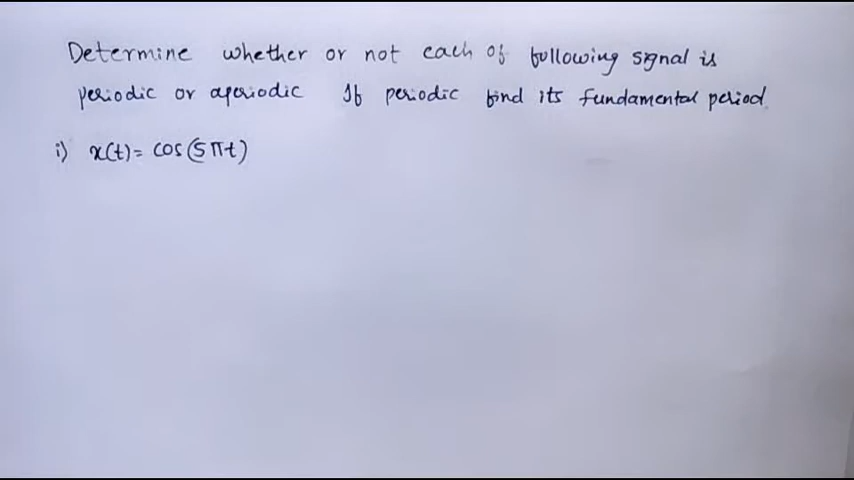 Determine whether or not each of following signal is
periodic or aperiodic If periodic find its fundamental period.
i) x(t)= cos(5πt)